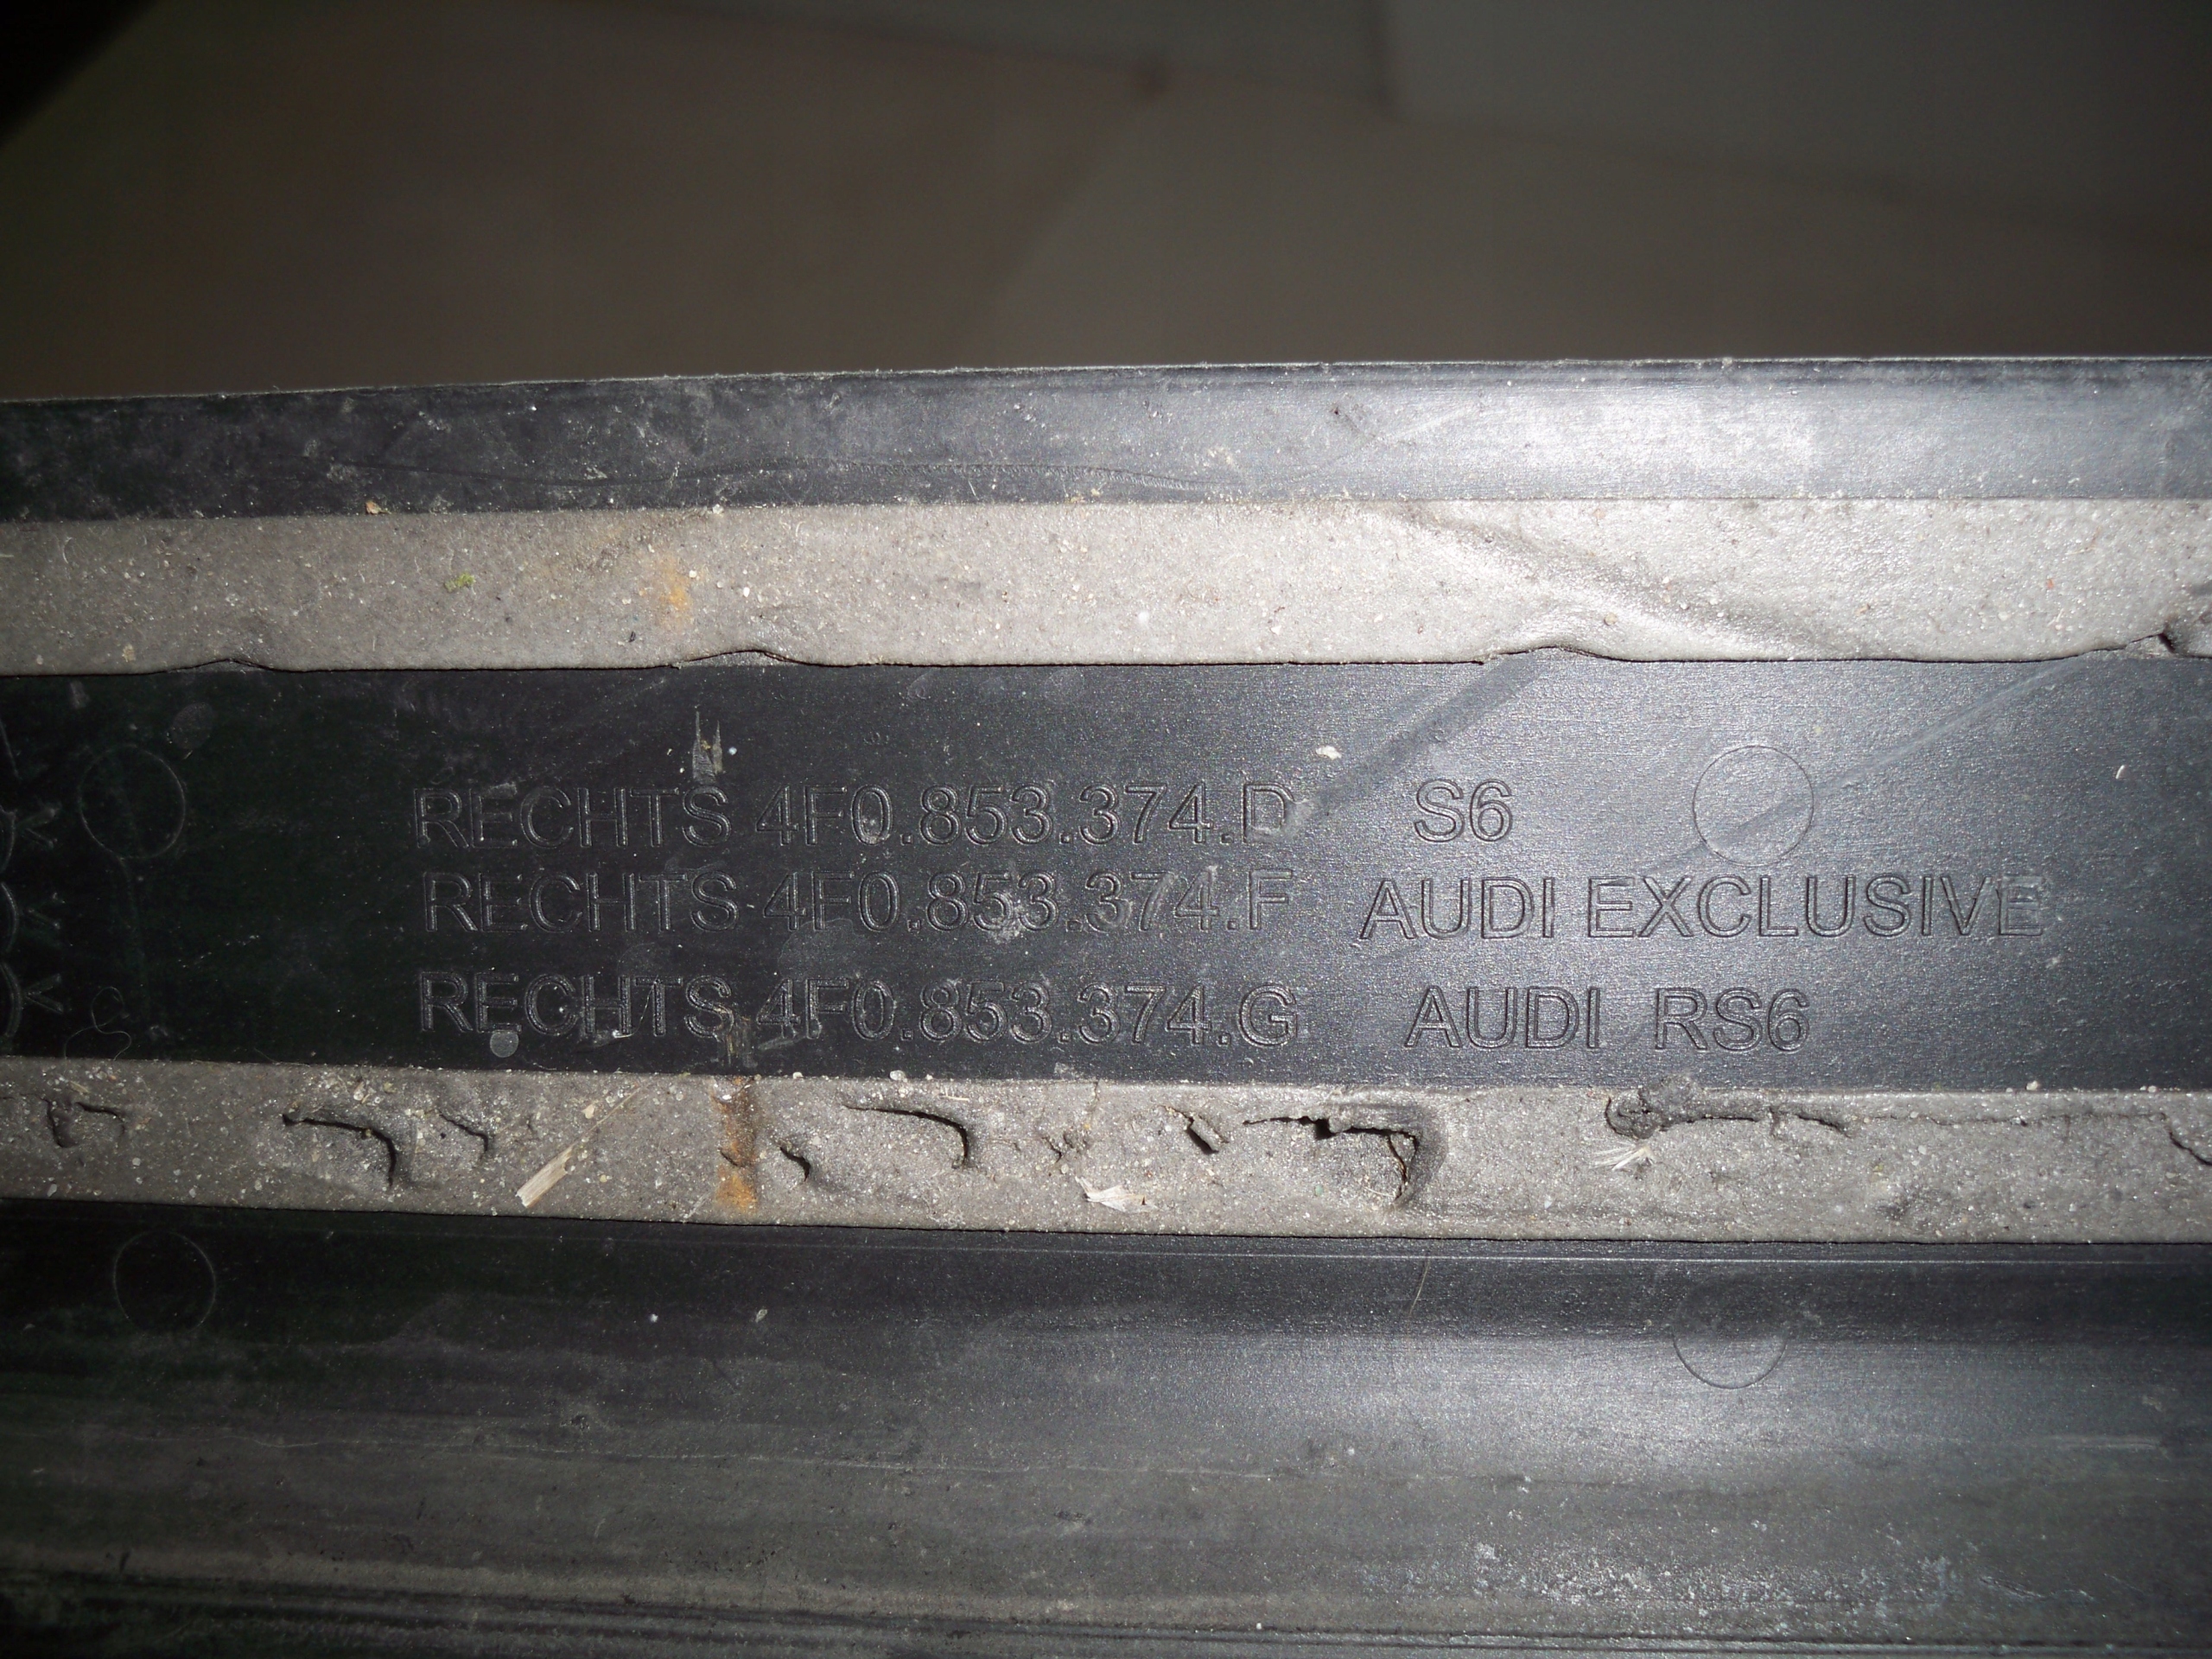 RECHTS 4F0.853.374.D S6
RECHTS 4F0.853.374.F AUDI EXCLUSIVE
RECHTS 4F0.853.374.G AUDI RS6